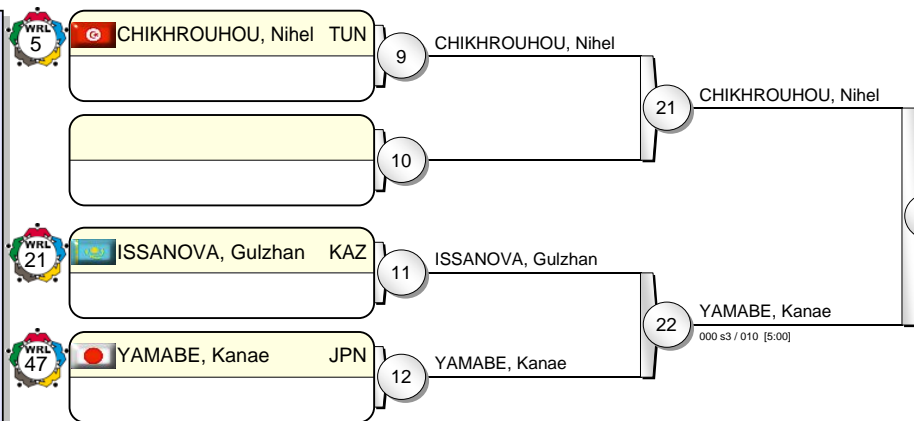 WRL
5
CHIKHROUHOU, Nihel TUN
9
CHIKHROUHOU, Nihel
21
CHIKHROUHOU, Nihel
10
WRL
21
ISSANOVA, Gulzhan KAZ
11
ISSANOVA, Gulzhan
22
YAMABE, Kanae
000 s3 / 010 [5:00]
WRL
47
YAMABE, Kanae JPN
12
YAMABE, Kanae